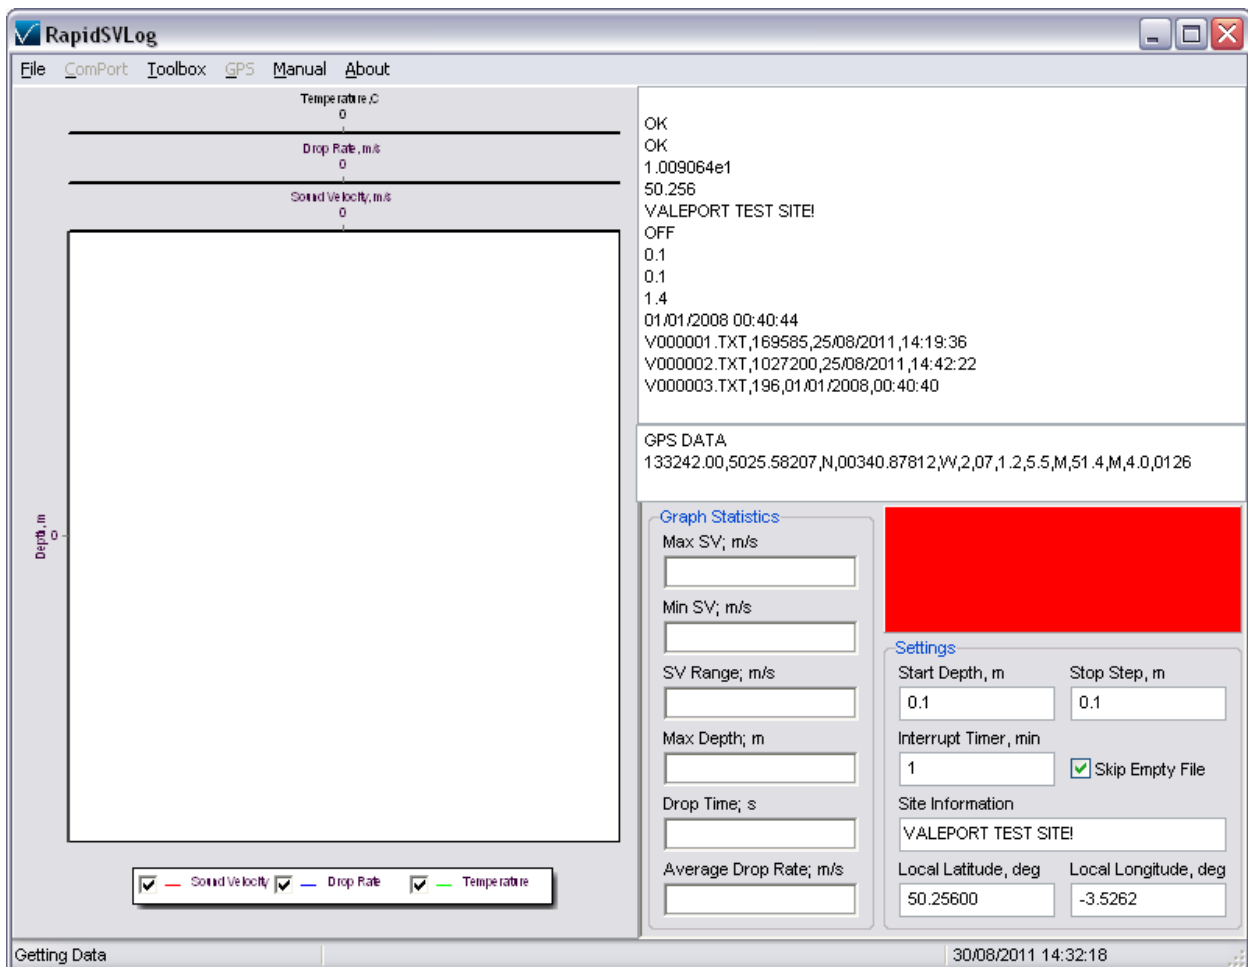 RapidSVLog
File ComPort Toolbox GPS Manual About
Temperature,C
0
Drop Rate, m/s
0
Sound Velocity, m/s
0
Depth, m
0
Sound Velocity Drop Rate Temperature
OK
OK
1.009064e1
50.256
VALEPORT TEST SITE!
OFF
0.1
0.1
1.4
01/01/2008 00:40:44
V000001.TXT,169585,25/08/2011,14:19:36
V000002.TXT,1027200,25/08/2011,14:42:22
V000003.TXT,196,01/01/2008,00:40:40
GPS DATA
133242.00,5025.58207,N,00340.87812,W,2,07,1.2,5.5,M,51.4,M,4.0,0126
Graph Statistics
Max SV; m/s
Min SV; m/s
SV Range; m/s
Max Depth; m
Drop Time; s
Average Drop Rate; m/s
Settings
Start Depth, m Stop Step, m
0.1 0.1
Interrupt Timer, min
1 Skip Empty File
Site Information
VALEPORT TEST SITE!
Local Latitude, deg Local Longitude, deg
50.25600 -3.5262
Getting Data 30/08/2011 14:32:18